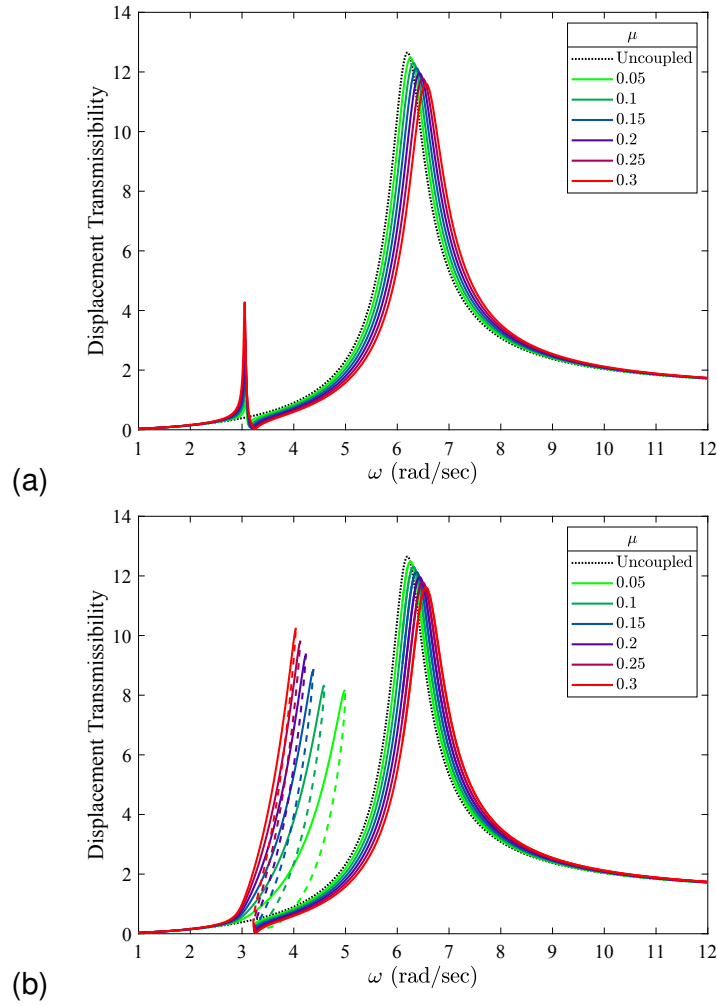 14
12
10
8
6
4
2
0
Displacement Transmissibility
1 2 3 4 5 6 7 8 9 10 11 12
ω (rad/sec)
μ
Uncoupled
0.05
0.1
0.15
0.2
0.25
0.3
(a)
14
12
10
8
6
4
2
0
Displacement Transmissibility
1 2 3 4 5 6 7 8 9 10 11 12
ω (rad/sec)
μ
Uncoupled
0.05
0.1
0.15
0.2
0.25
0.3
(b)